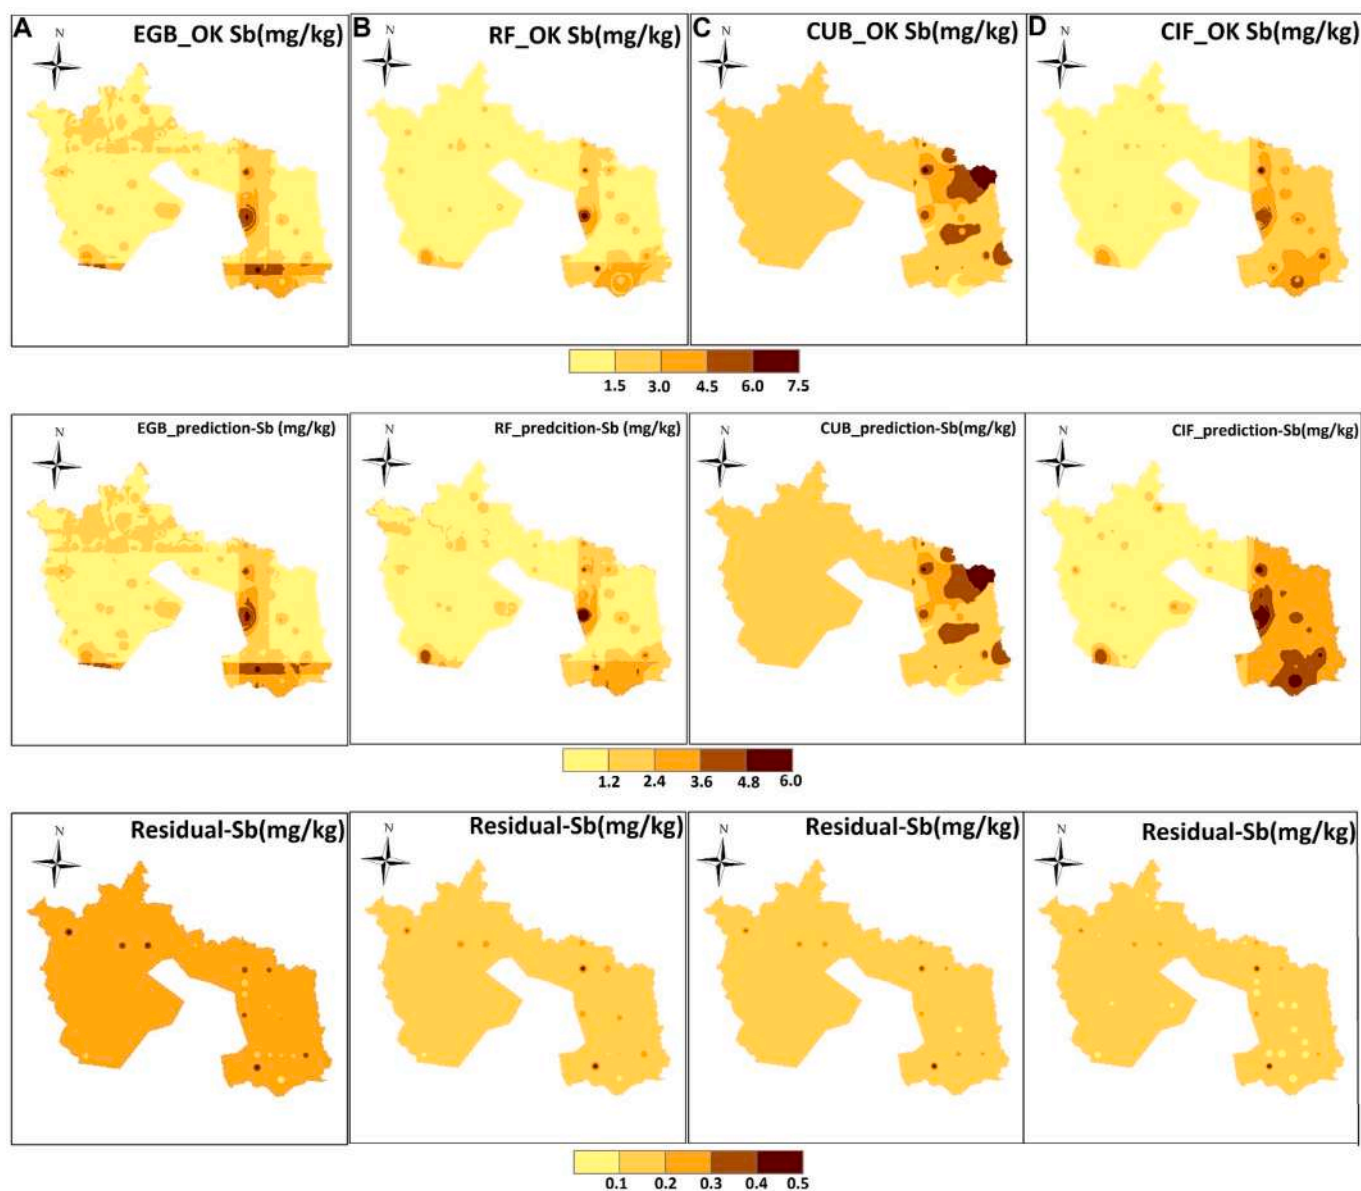 A
EGB_OK Sb(mg/kg)
N
B
RF_OK Sb(mg/kg)
N
C
CUB_OK Sb(mg/kg)
N
D
CIF_OK Sb(mg/kg)
N
1.5 3.0 4.5 6.0 7.5
EGB_prediction-Sb (mg/kg)
N
RF_predcition-Sb (mg/kg)
N
CUB_prediction-Sb(mg/kg)
N
CIF_prediction-Sb(mg/kg)
N
1.2 2.4 3.6 4.8 6.0
Residual-Sb(mg/kg)
N
Residual-Sb(mg/kg)
N
Residual-Sb(mg/kg)
N
Residual-Sb(mg/kg)
N
0.1 0.2 0.3 0.4 0.5